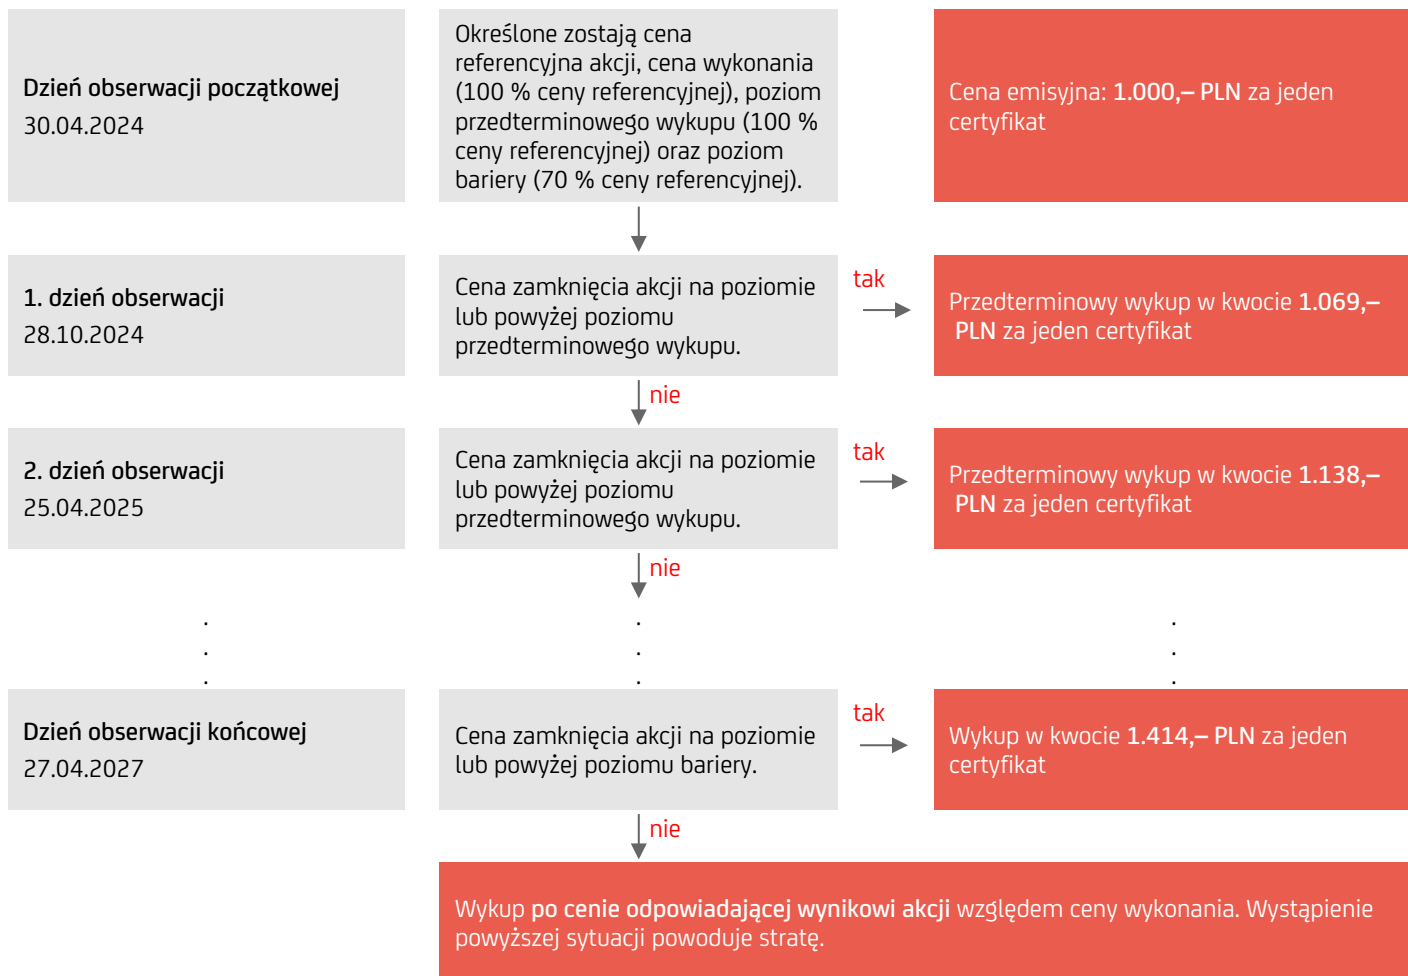 Dzień obserwacji początkowej
30.04.2024
Określone zostają cena
referencyjna akcji, cena wykonania
(100 % ceny referencyjnej), poziom
przedterminowego wykupu (100 %
ceny referencyjnej) oraz poziom
bariery (70 % ceny referencyjnej).
Cena emisyjna: 1.000,– PLN za jeden
certyfikat
1. dzień obserwacji
28.10.2024
Cena zamknięcia akcji na poziomie
lub powyżej poziomu
przedterminowego wykupu.
tak
Przedterminowy wykup w kwocie 1.069,–
PLN za jeden certyfikat
nie
2. dzień obserwacji
25.04.2025
Cena zamknięcia akcji na poziomie
lub powyżej poziomu
przedterminowego wykupu.
tak
Przedterminowy wykup w kwocie 1.138,–
PLN za jeden certyfikat
nie
. . .
. . .
. . .
Dzień obserwacji końcowej
27.04.2027
Cena zamknięcia akcji na poziomie
lub powyżej poziomu bariery.
tak
Wykup w kwocie 1.414,– PLN za jeden
certyfikat
nie
Wykup po cenie odpowiadającej wynikowi akcji względem ceny wykonania. Wystąpienie
powyższej sytuacji powoduje stratę.